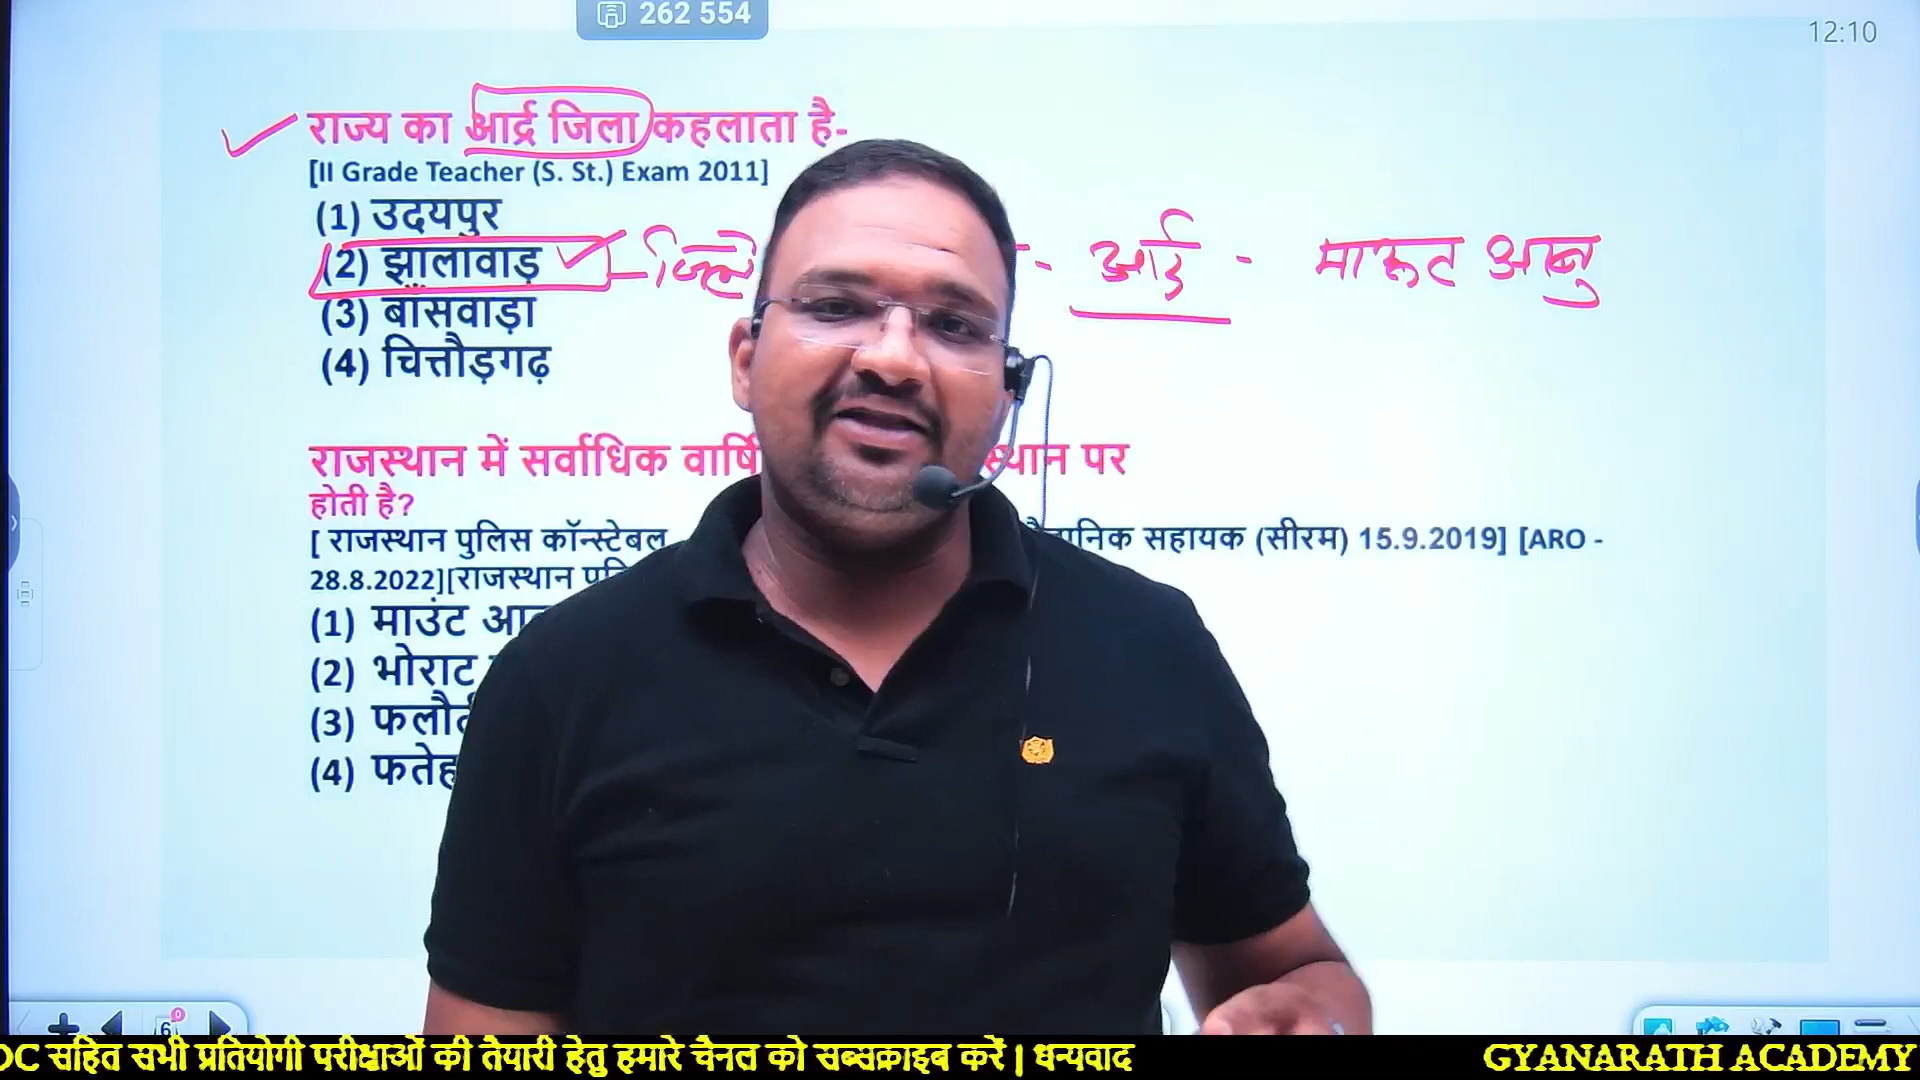 262 554
12:10
राज्य का आर्द्र जिला कहलाता है-
[II Grade Teacher (S. St.) Exam 2011]
(1) उदयपुर
(2) झालावाड़
- आर्द्र - माऊंट आबु
(3) बाँसवाड़ा
(4) चित्तौड़गढ़
राजस्थान में सर्वाधिक स्थान पर
होती है?
[ राजस्थान पुलिस कॉन्स्टेबल सहायक (सीरम) 15.9.2019] [ARO -
28.8.2022][राजस्थान
(1) माउंट
(2) भोराट
(3)
(4)
6
सहित सभी प्रतियोगी परीक्षाओं की तैयारी हेतु हमारे चैनल को सब्सक्राइब करें | धन्यवाद
GYANARATH ACADEMY